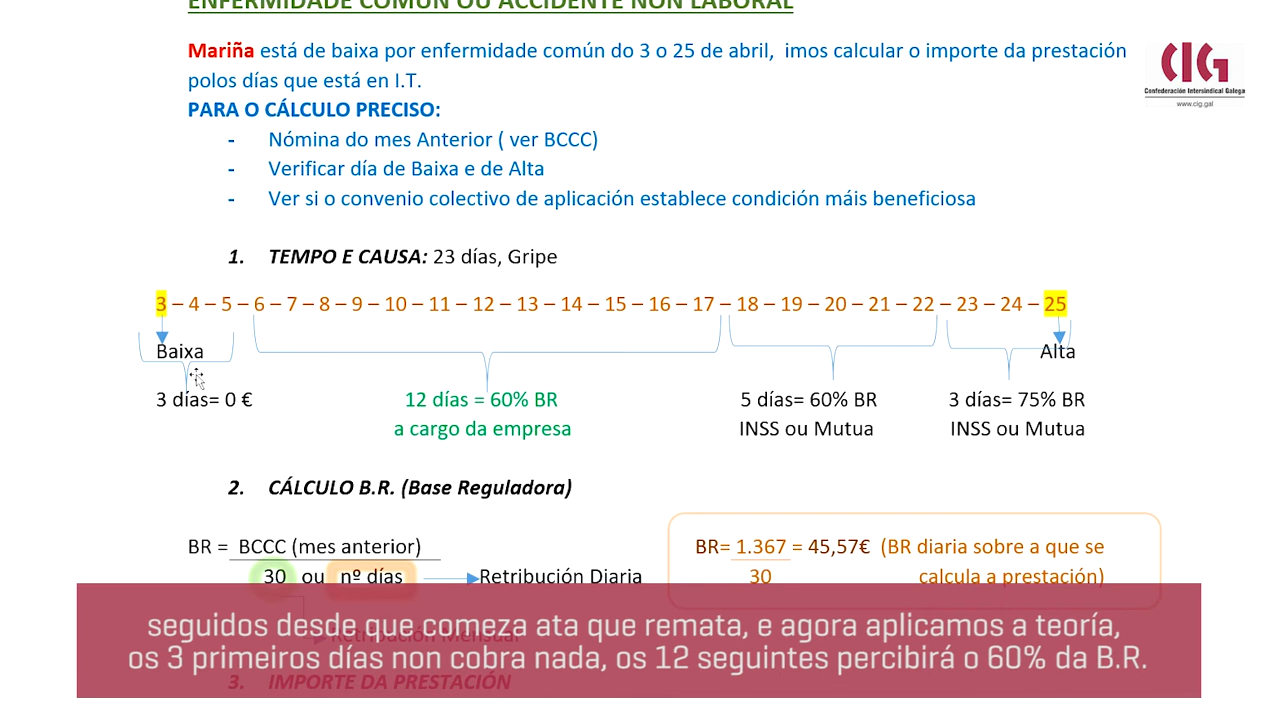 ENFERMIDADE COMÚN OU ACCIDENTE NON LABORAL
Mariña está de baixa por enfermidade común do 3 o 25 de abril, imos calcular o importe da prestación
polos días que está en I.T.
PARA O CÁLCULO PRECISO:
- Nómina do mes Anterior ( ver BCCC)
- Verificar día de Baixa e de Alta
- Ver si o convenio colectivo de aplicación establece condición máis beneficiosa
CIG
Confederación Intersindical Galega
www.cig.gal
1. TEMPO E CAUSA: 23 días, Gripe
3 – 4 – 5 – 6 – 7 – 8 – 9 – 10 – 11 – 12 – 13 – 14 – 15 – 16 – 17 – 18 – 19 – 20 – 21 – 22 – 23 – 24 – 25
Baixa
Alta
3 días= 0 €
12 días = 60% BR
a cargo da empresa
5 días= 60% BR
INSS ou Mutua
3 días= 75% BR
INSS ou Mutua
2. CÁLCULO B.R. (Base Reguladora)
BR = BCCC (mes anterior)
30 ou nº días
Retribución Diaria
Retribución Mensual
BR= 1.367 = 45,57€ (BR diaria sobre a que se
30 calcula a prestación)
seguidos desde que comeza ata que remata, e agora aplicamos a teoría,
os 3 primeiros días non cobra nada, os 12 seguintes percibirá o 60% da B.R.
3. IMPORTE DA PRESTACIÓN